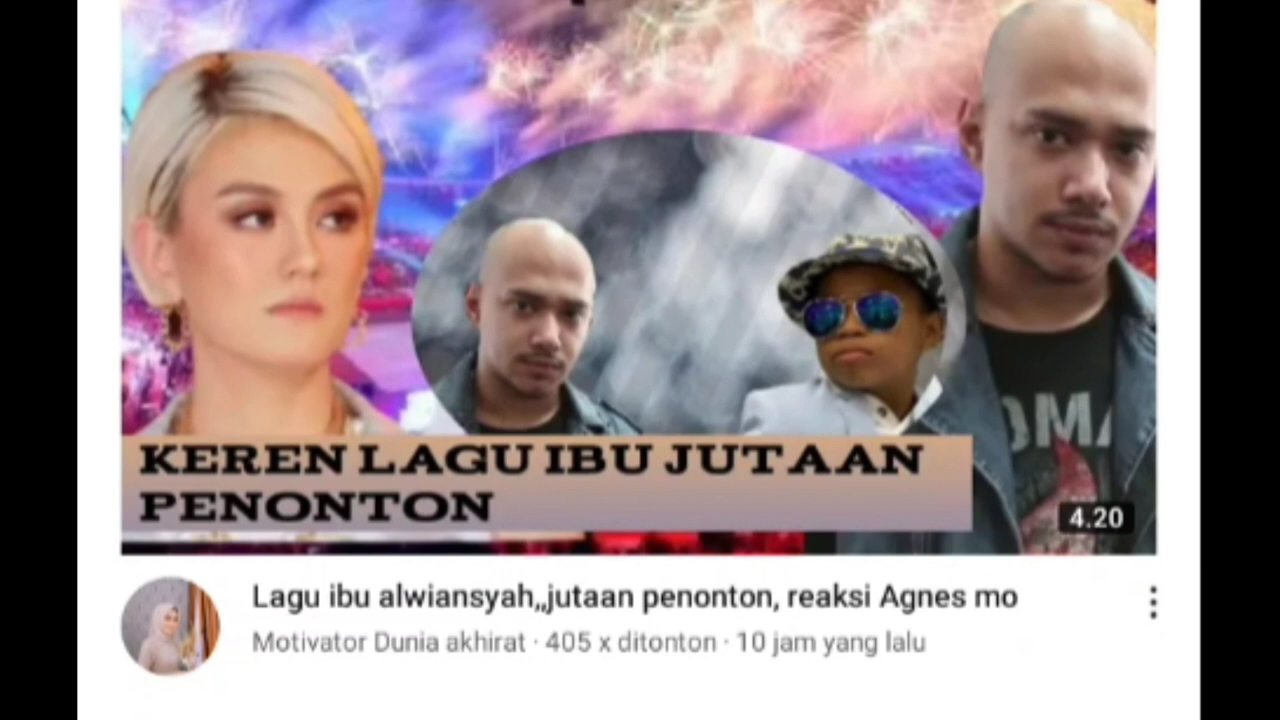 KEREN LAGU IBU JUTAAN
PENONTON
4.20
Lagu ibu alwiansyah,,jutaan penonton, reaksi Agnes mo
Motivator Dunia akhirat · 405 x ditonton · 10 jam yang lalu